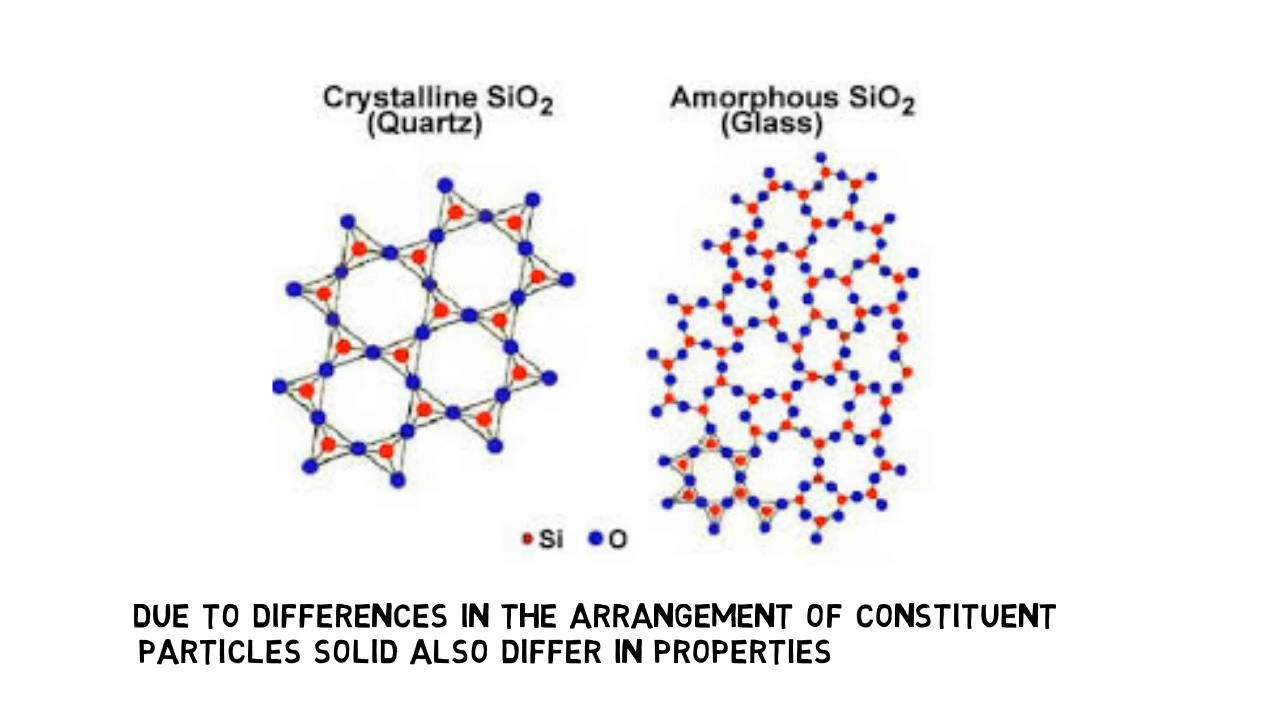 Crystalline SiO₂
(Quartz)
Amorphous SiO₂
(Glass)
Si O
DUE TO DIFFERENCES IN THE ARRANGEMENT OF CONSTITUENT
PARTICLES SOLID ALSO DIFFER IN PROPERTIES